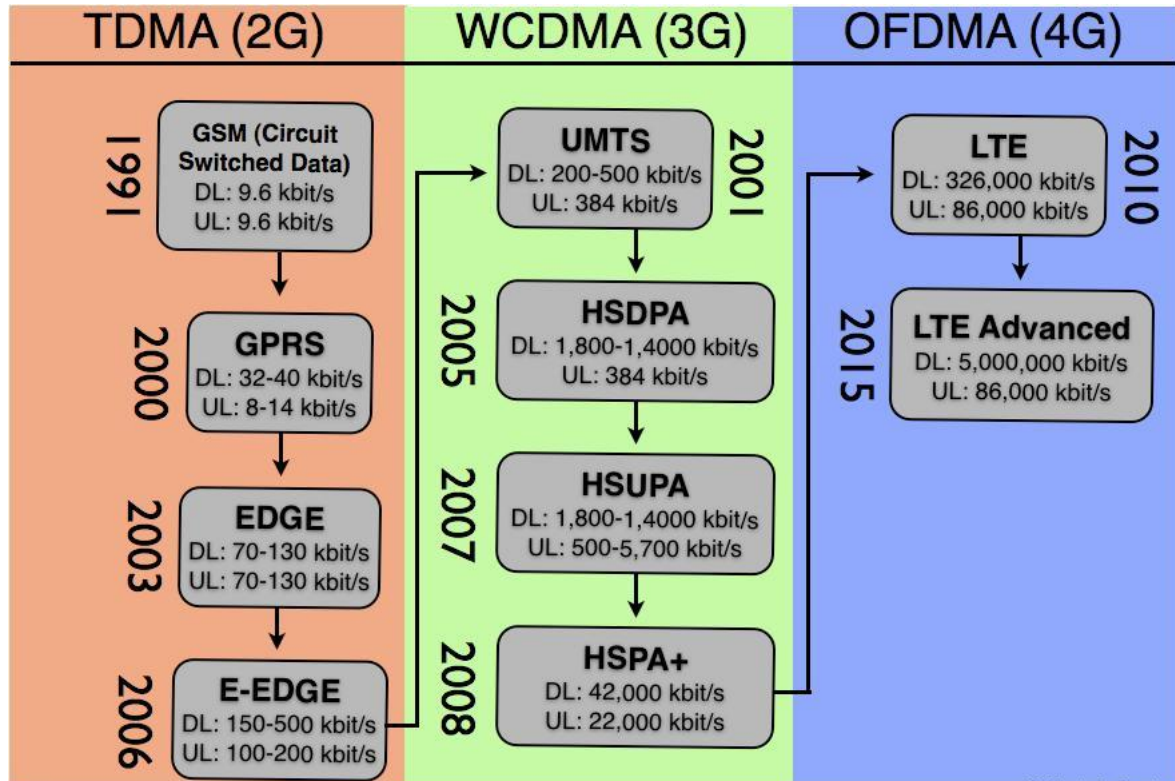 TDMA (2G)
WCDMA (3G)
OFDMA (4G)
1991
GSM (Circuit
Switched Data)
DL: 9.6 kbit/s
UL: 9.6 kbit/s
2000
GPRS
DL: 32-40 kbit/s
UL: 8-14 kbit/s
2003
EDGE
DL: 70-130 kbit/s
UL: 70-130 kbit/s
2006
E-EDGE
DL: 150-500 kbit/s
UL: 100-200 kbit/s
UMTS
DL: 200-500 kbit/s
UL: 384 kbit/s
2001
2005
HSDPA
DL: 1,800-1,4000 kbit/s
UL: 384 kbit/s
2007
HSUPA
DL: 1,800-1,4000 kbit/s
UL: 500-5,700 kbit/s
2008
HSPA+
DL: 42,000 kbit/s
UL: 22,000 kbit/s
LTE
DL: 326,000 kbit/s
UL: 86,000 kbit/s
2010
2015
LTE Advanced
DL: 5,000,000 kbit/s
UL: 86,000 kbit/s